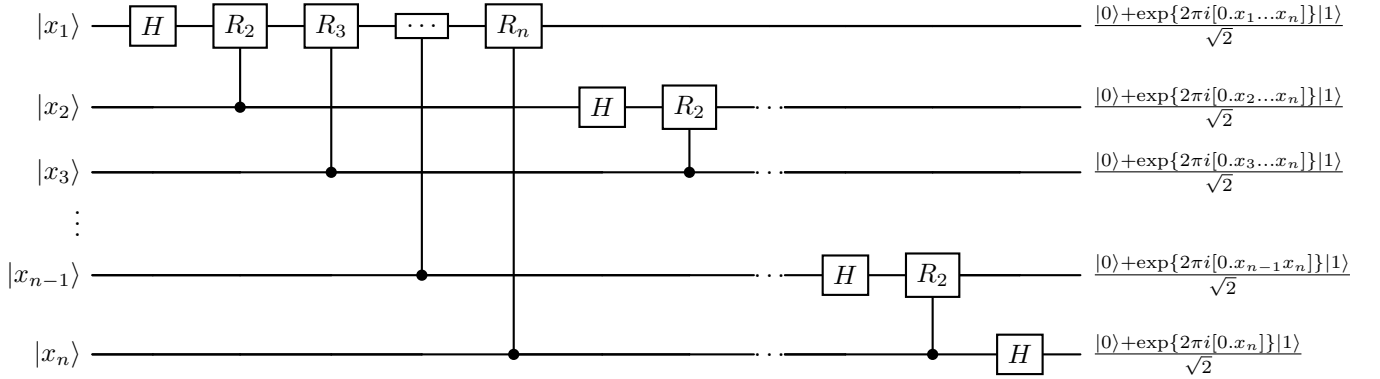 |x₁⟩ H R₂ R₃ ··· Rₙ (|0⟩+exp{2πi[0.x₁...xₙ]}|1⟩)/√2
|x₂⟩ H R₂ ··· (|0⟩+exp{2πi[0.x₂...xₙ]}|1⟩)/√2
|x₃⟩ ··· (|0⟩+exp{2πi[0.x₃...xₙ]}|1⟩)/√2
⋮
|xₙ₋₁⟩ ··· H R₂ (|0⟩+exp{2πi[0.xₙ₋₁xₙ]}|1⟩)/√2
|xₙ⟩ ··· H (|0⟩+exp{2πi[0.xₙ]}|1⟩)/√2